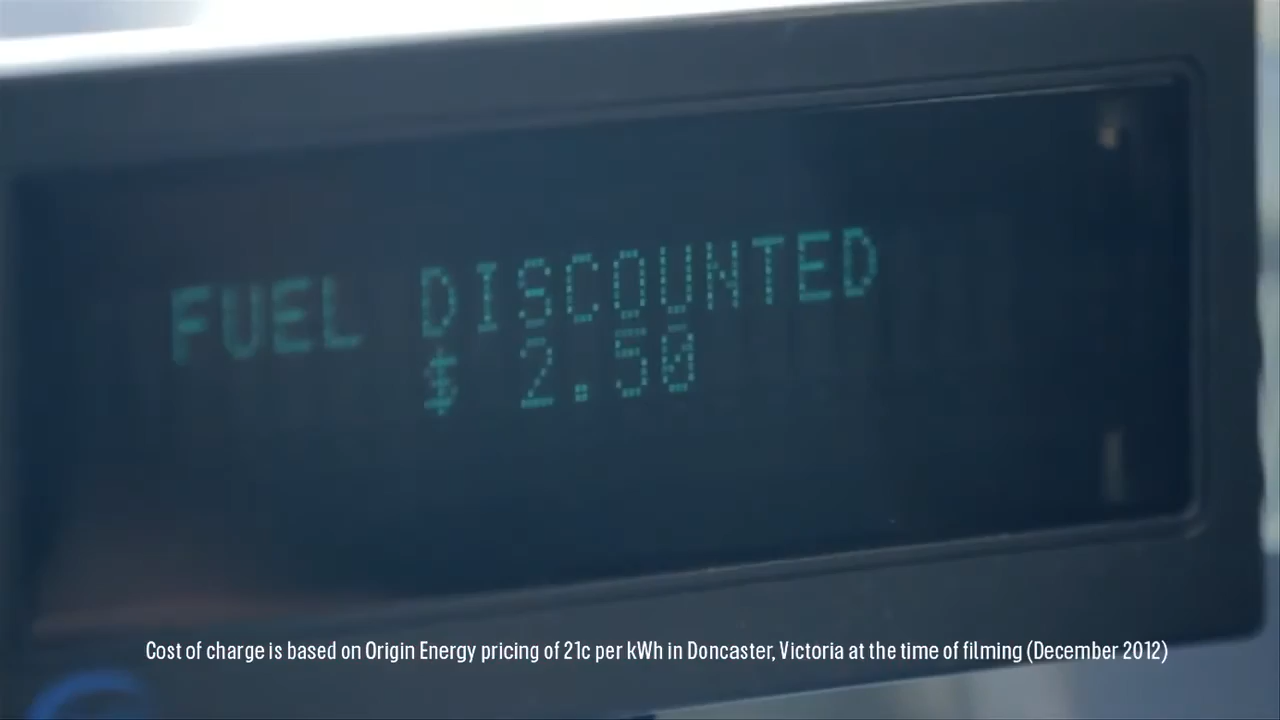 FUEL DISCOUNTED
$ 2.50
Cost of charge is based on Origin Energy pricing of 21c per kWh in Doncaster, Victoria at the time of filming (December 2012)